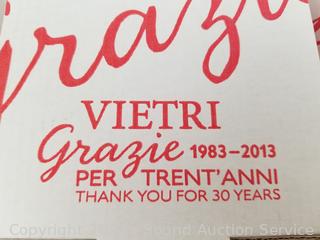 grazie
VIETRI
Grazie 1983–2013
PER TRENT'ANNI
THANK YOU FOR 30 YEARS